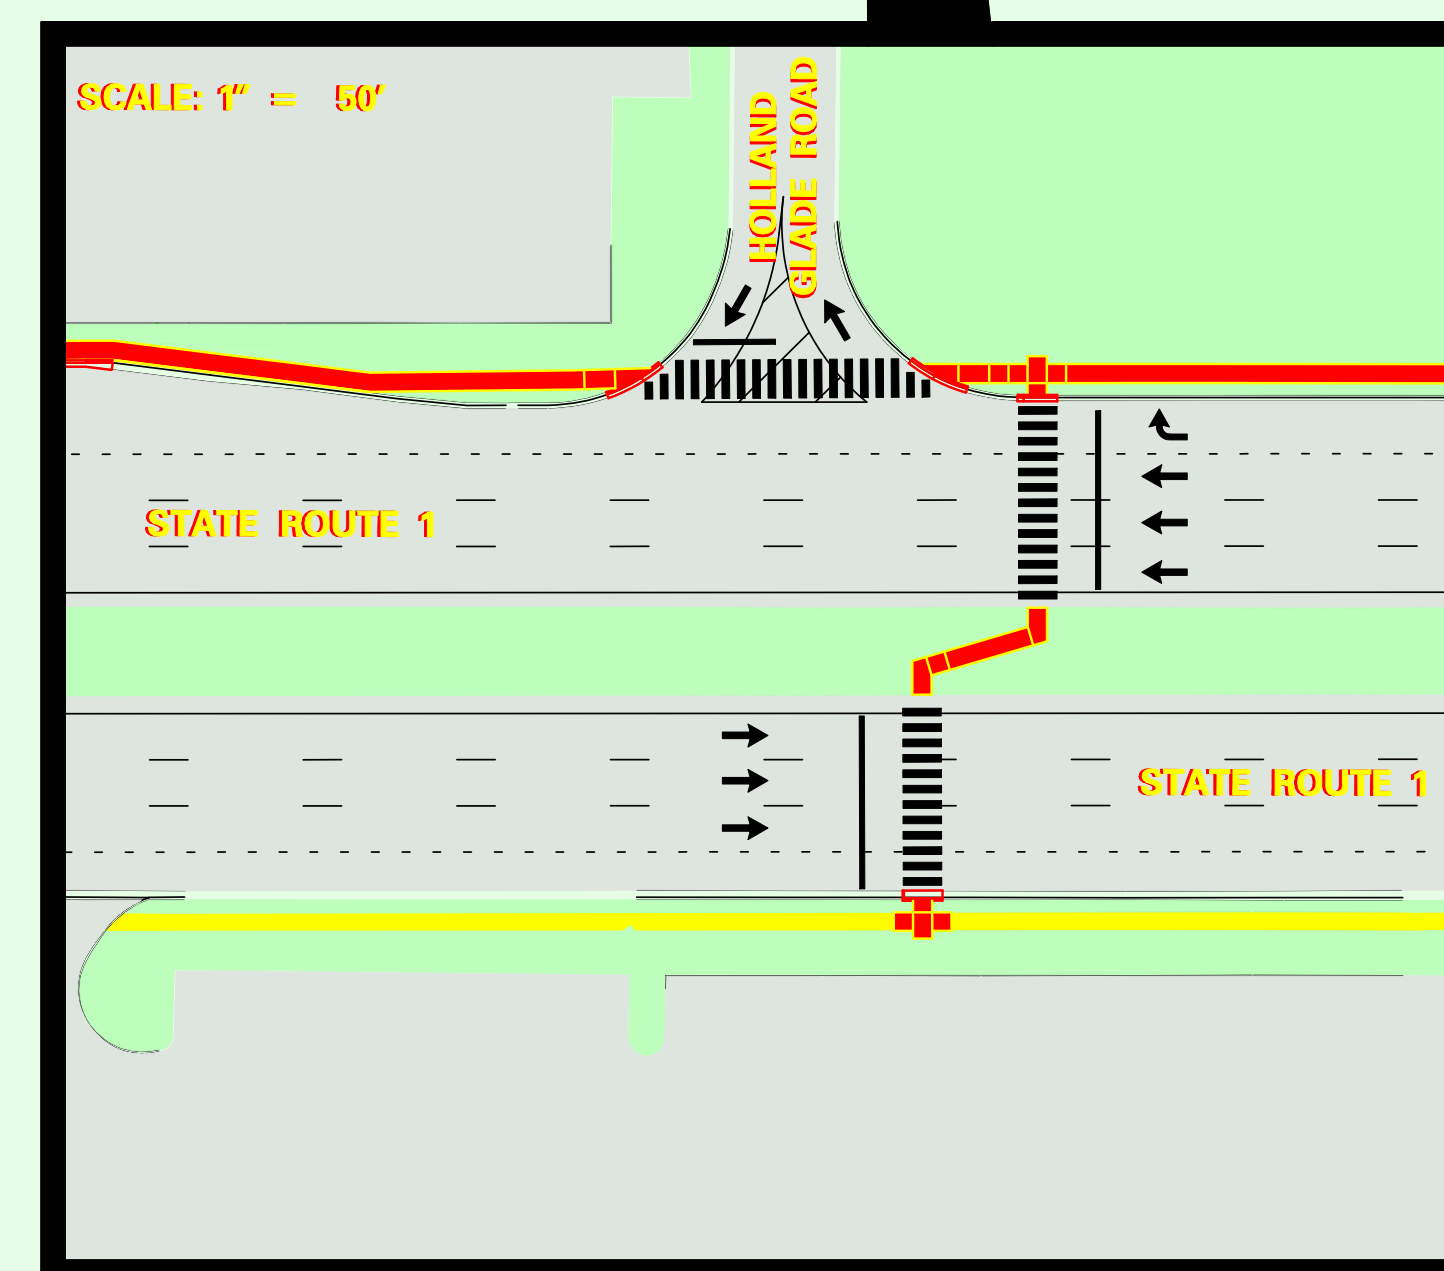 SCALE: 1" = 50'
HOLLAND
GLADE ROAD
STATE ROUTE 1
STATE ROUTE 1